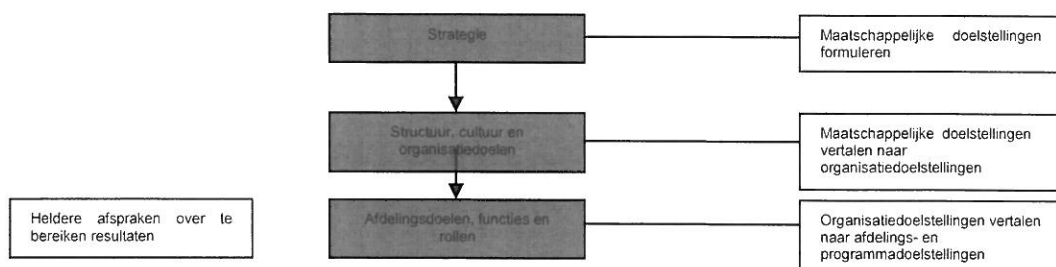 Strategie
Maatschappelijke doelstellingen
formuleren
Structuur, cultuur en
organisatiedoelen
Maatschappelijke doelstellingen
vertalen naar
organisatiedoelstellingen
Heldere afspraken over te
bereiken resultaten
Afdelingsdoelen, functies en
rollen
Organisatiedoelstellingen vertalen
naar afdelings- en
programmadoelstellingen